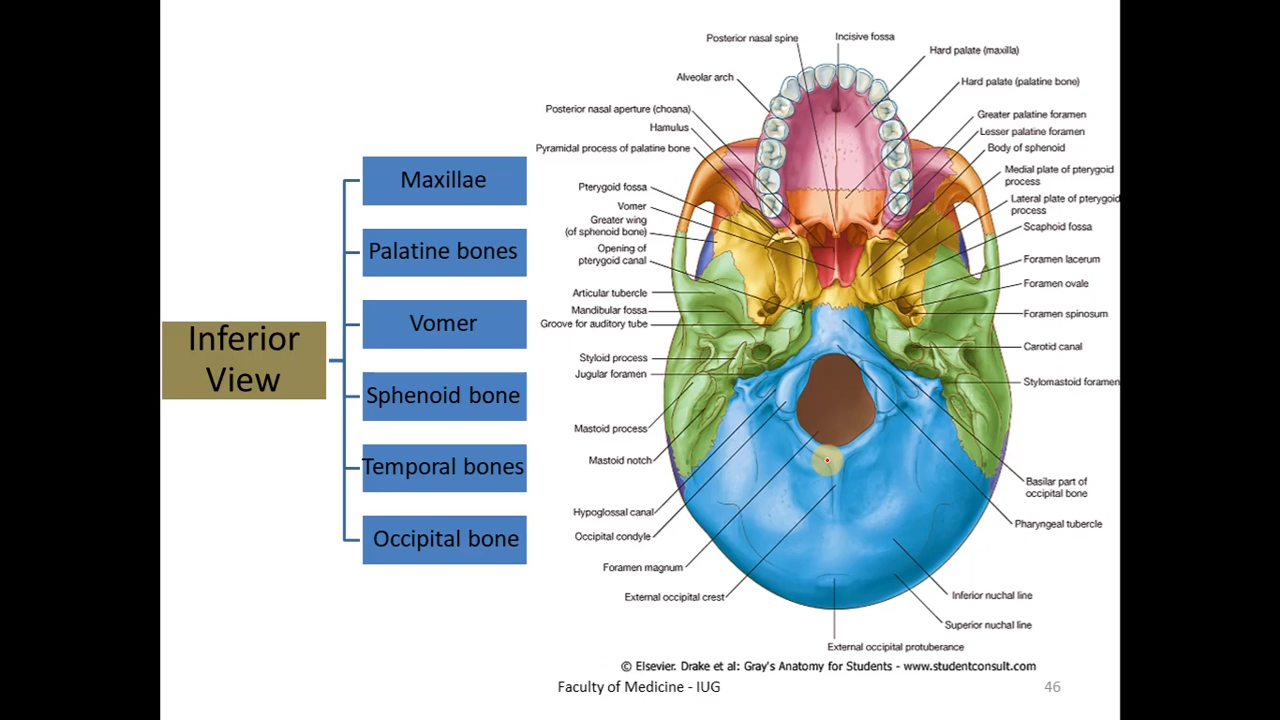 Inferior
View
Maxillae
Palatine bones
Vomer
Sphenoid bone
Temporal bones
Occipital bone
Posterior nasal spine
Incisive fossa
Hard palate (maxilla)
Alveolar arch
Hard palate (palatine bone)
Posterior nasal aperture (choana)
Greater palatine foramen
Hamulus
Lesser palatine foramen
Pyramidal process of palatine bone
Body of sphenoid
Medial plate of pterygoid
process
Pterygoid fossa
Lateral plate of pterygoid
process
Vomer
Greater wing
(of sphenoid bone)
Scaphoid fossa
Opening of
pterygoid canal
Foramen lacerum
Foramen ovale
Articular tubercle
Mandibular fossa
Foramen spinosum
Groove for auditory tube
Carotid canal
Styloid process
Jugular foramen
Stylomastoid foramen
Mastoid process
Mastoid notch
Basilar part of
occipital bone
Hypoglossal canal
Pharyngeal tubercle
Occipital condyle
Foramen magnum
External occipital crest
Inferior nuchal line
Superior nuchal line
External occipital protuberance
© Elsevier. Drake et al: Gray's Anatomy for Students - www.studentconsult.com
Faculty of Medicine - IUG
46